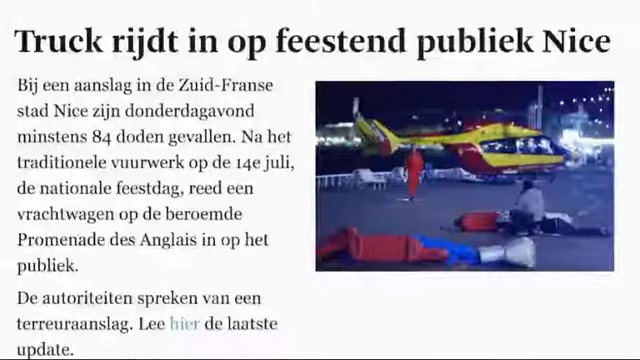 Truck rijdt in op feestend publiek Nice
Bij een aanslag in de Zuid-Franse
stad Nice zijn donderdagavond
minstens 84 doden gevallen. Na het
traditionele vuurwerk op de 14e juli,
de nationale feestdag, reed een
vrachtwagen op de beroemde
Promenade des Anglais in op het
publiek.
De autoriteiten spreken van een
terreuraanslag. Lee hier de laatste
update.